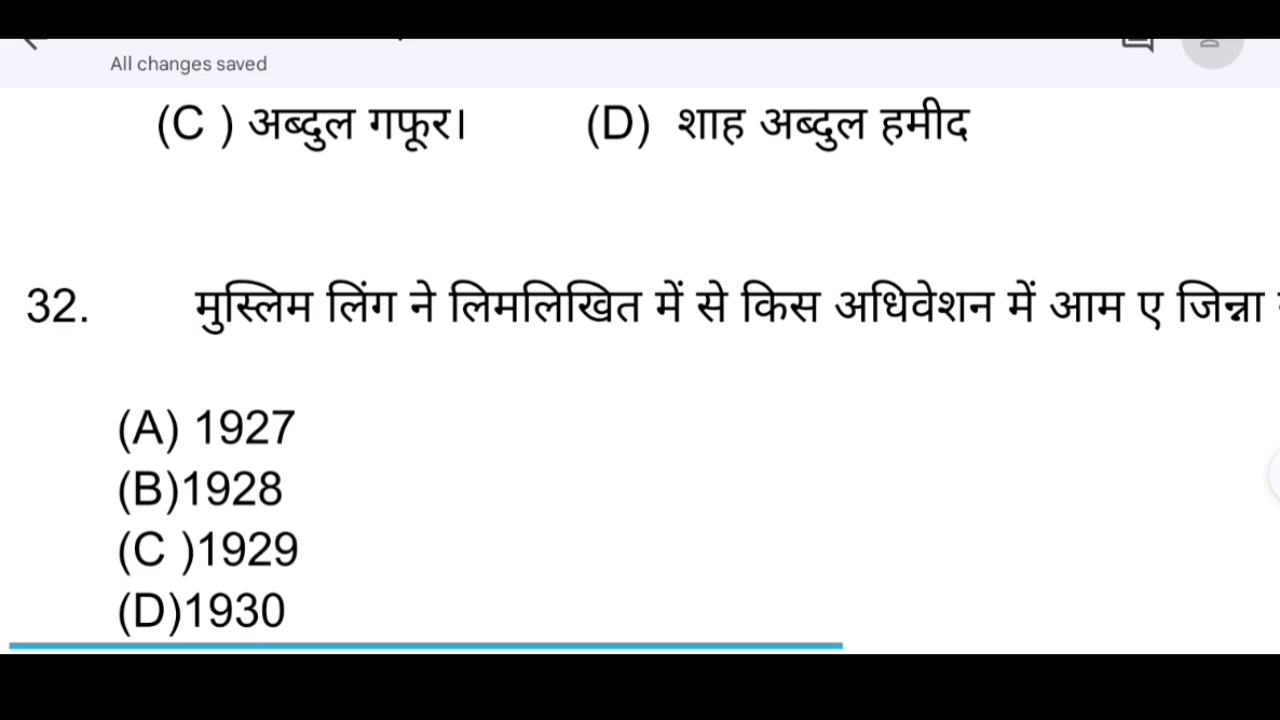 All changes saved
(C ) अब्दुल गफूर। (D) शाह अब्दुल हमीद
32. मुस्लिम लिंग ने लिमलिखित में से किस अधिवेशन में आम ए जिन्ना
(A) 1927
(B)1928
(C )1929
(D)1930